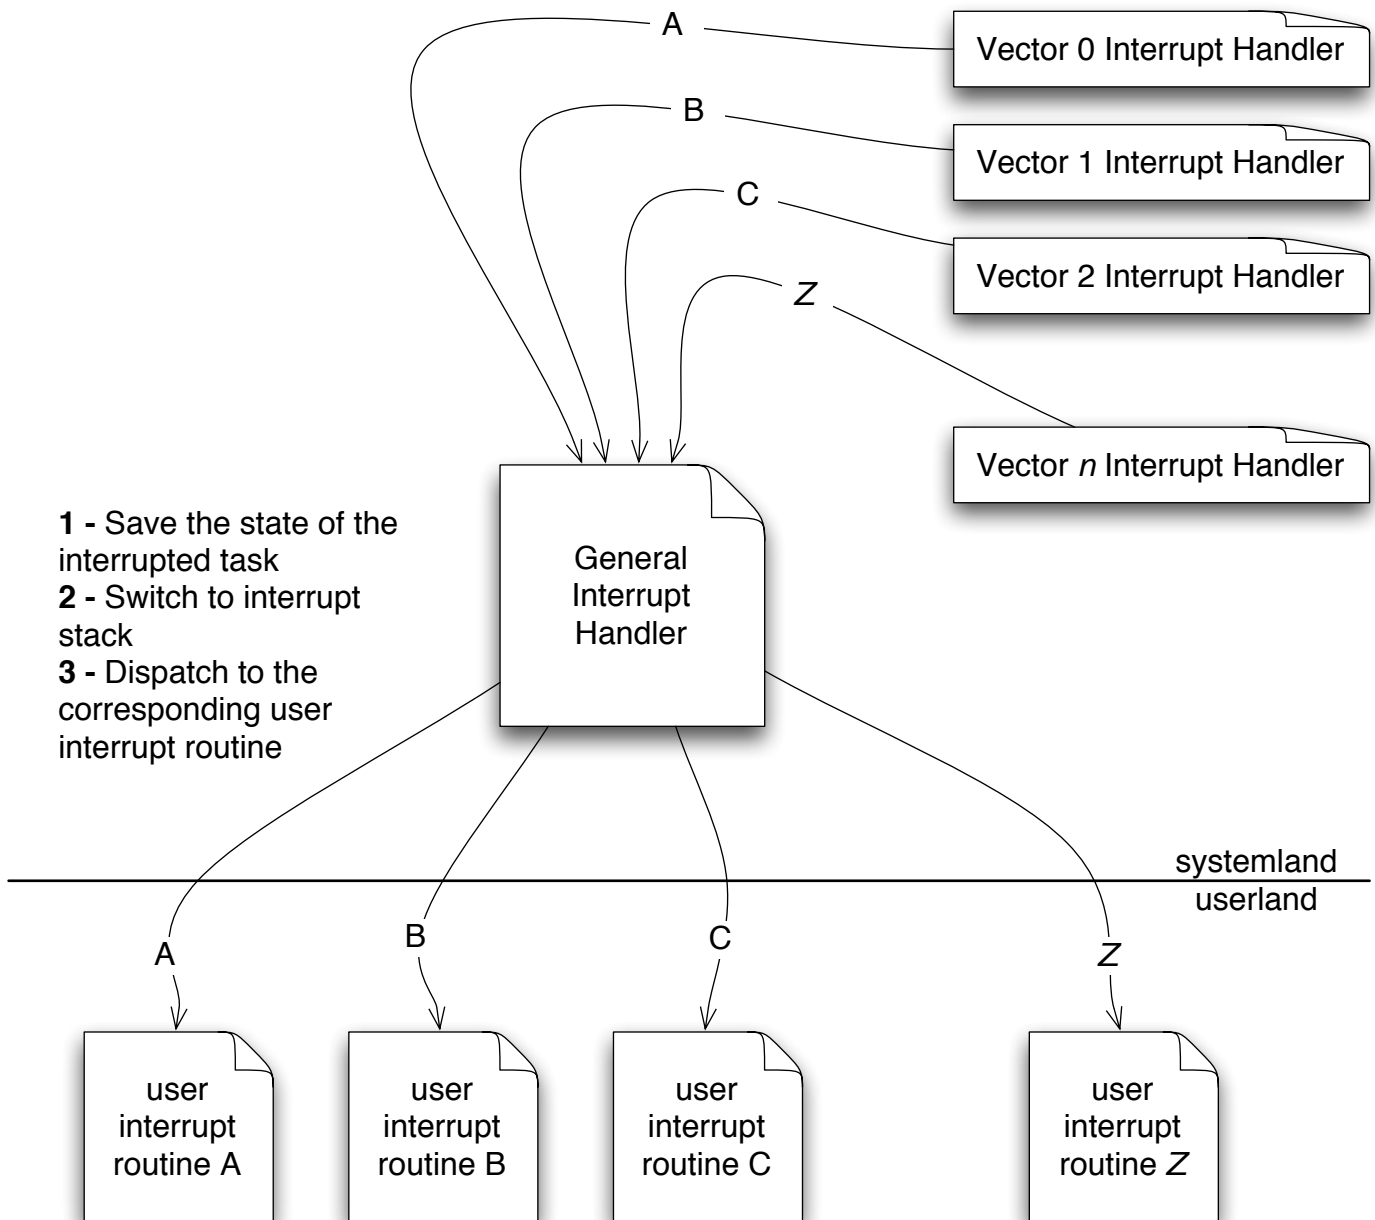 A
Vector 0 Interrupt Handler
B
Vector 1 Interrupt Handler
C
Vector 2 Interrupt Handler
Z
Vector n Interrupt Handler
1 - Save the state of the
interrupted task
2 - Switch to interrupt
stack
3 - Dispatch to the
corresponding user
interrupt routine
General
Interrupt
Handler
systemland
userland
A
B
C
Z
user
interrupt
routine A
user
interrupt
routine B
user
interrupt
routine C
user
interrupt
routine Z